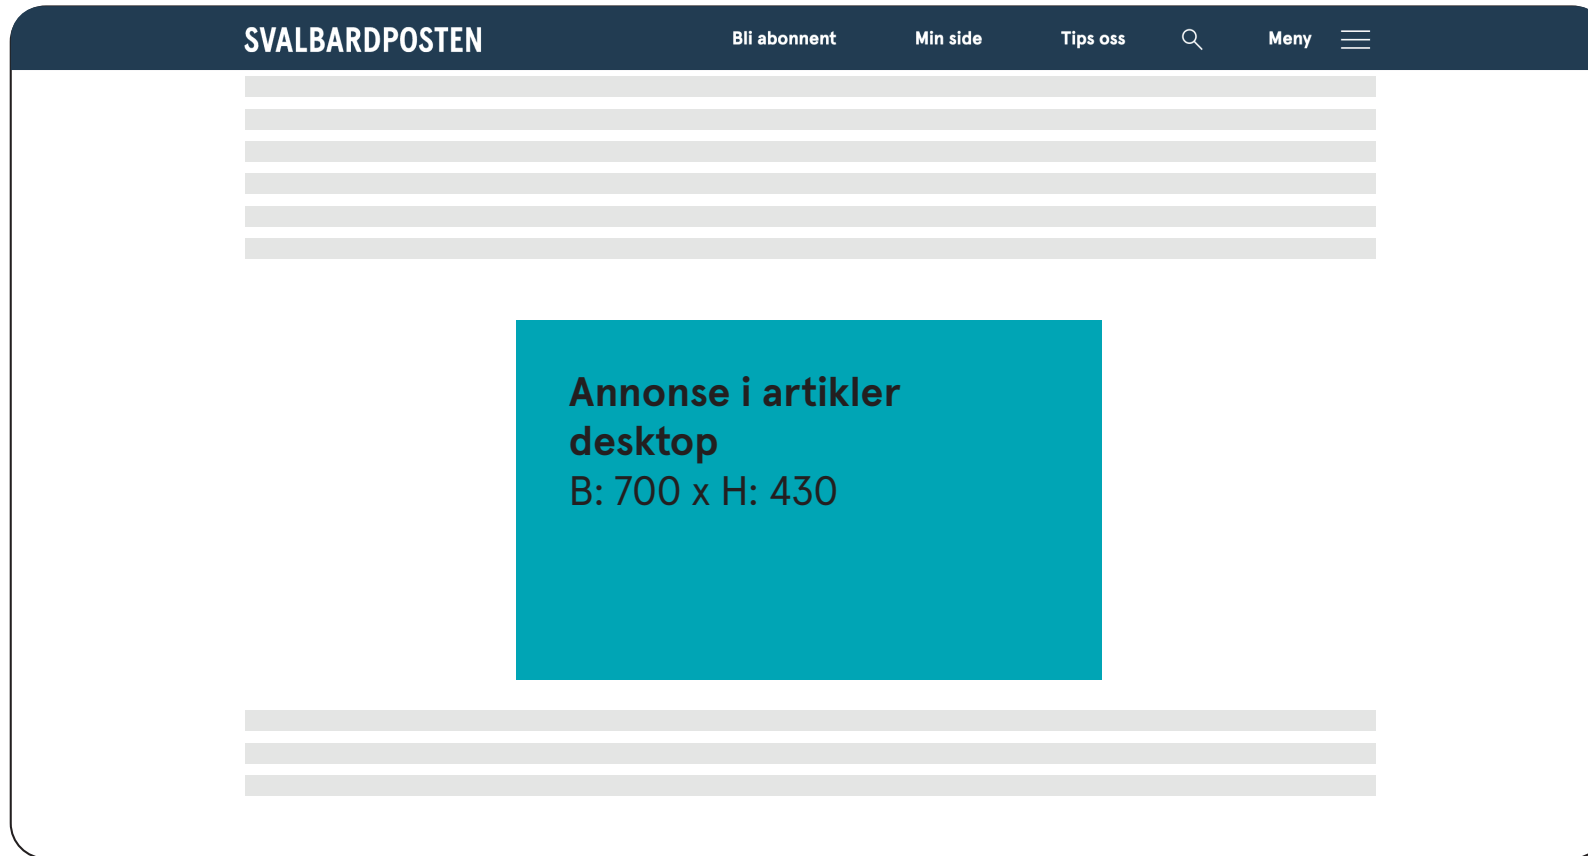 SVALBARDPOSTEN Bli abonnent Min side Tips oss Meny
Annonse i artikler
desktop
B: 700 x H: 430